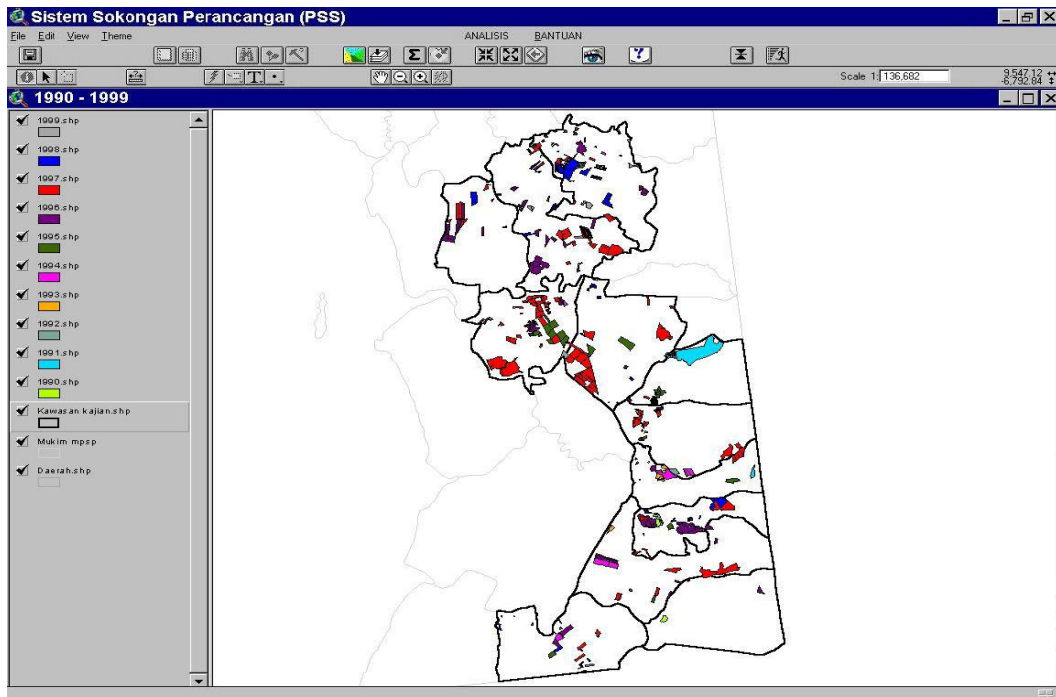 Sistem Sokongan Perancangan (PSS)
File Edit View Theme ANALISIS BANTUAN
Scale 1: 136,682
9,547.12
-6,792.84
1990 - 1999
1999.shp
1998.shp
1997.shp
1996.shp
1995.shp
1994.shp
1993.shp
1992.shp
1991.shp
1990.shp
Kawasan kajian.shp
Mukim mpsp
Daerah.shp